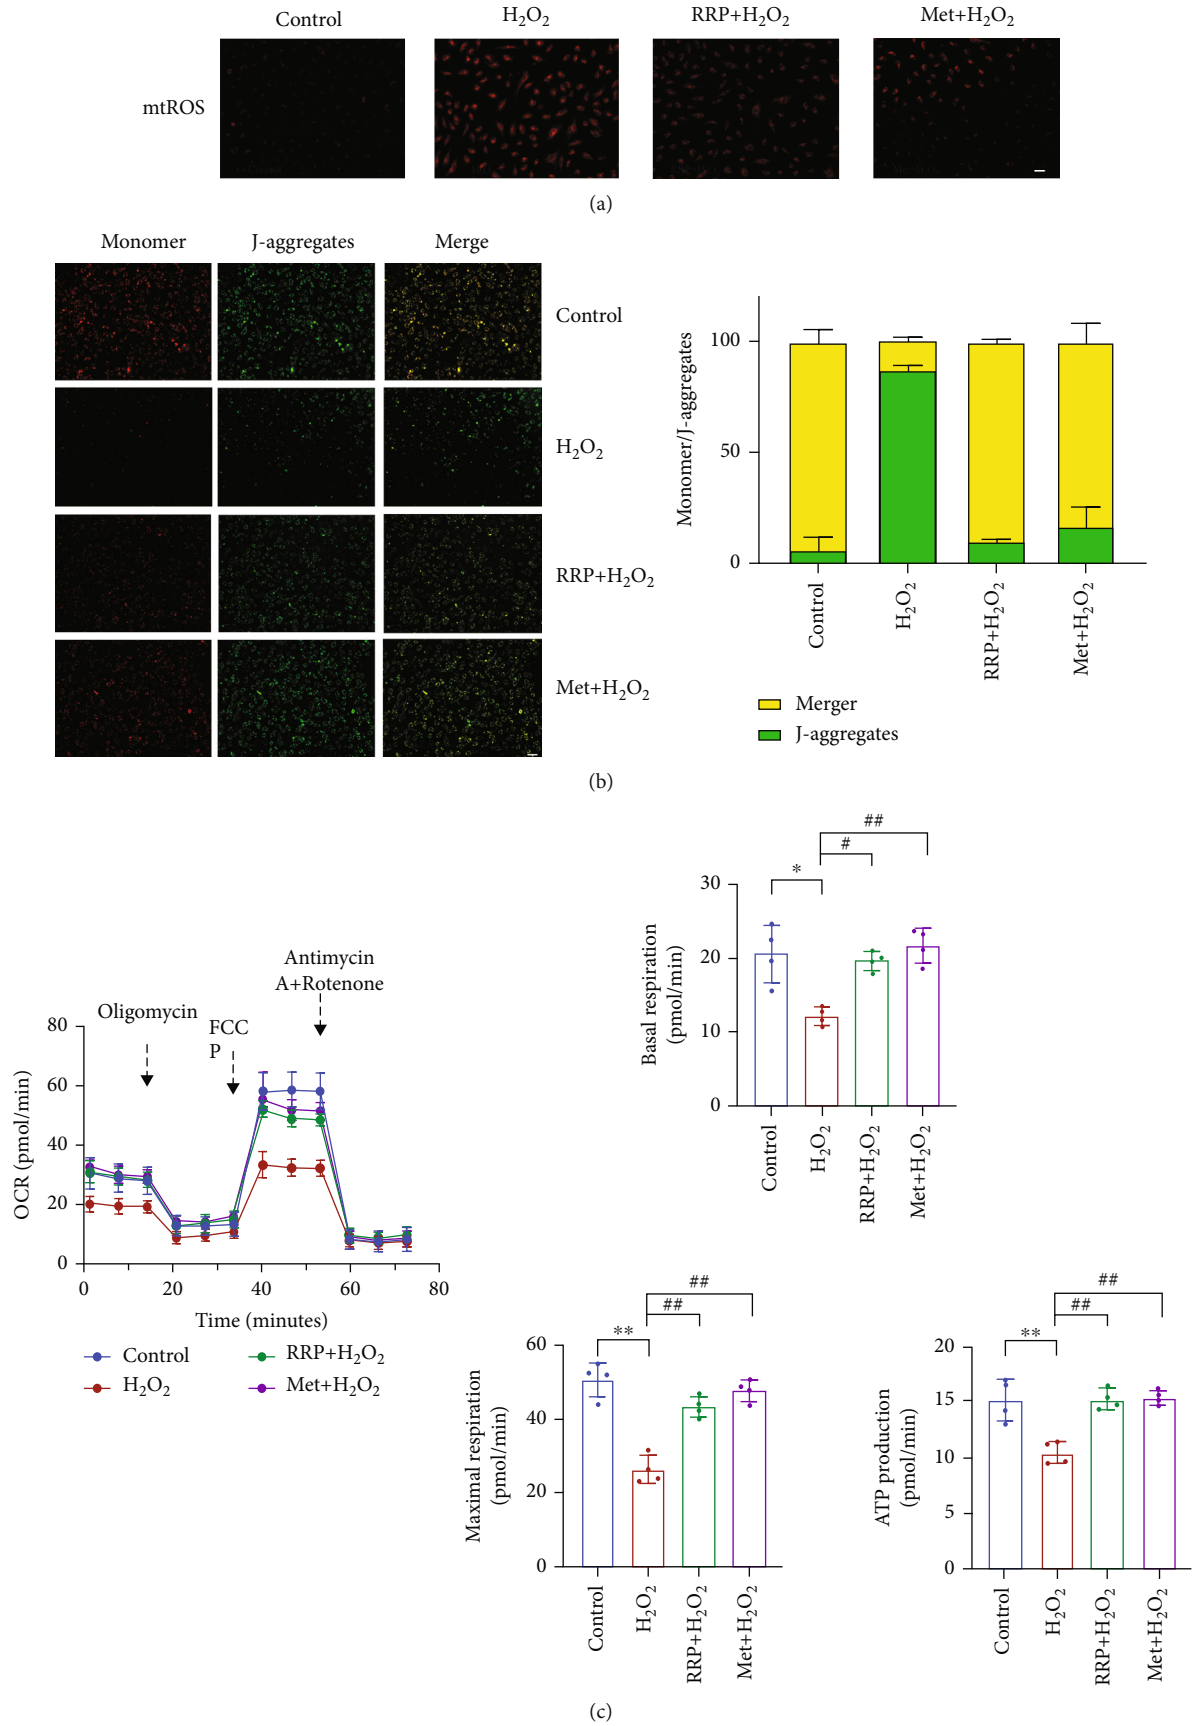 Control
H₂O₂
RRP+H₂O₂
Met+H₂O₂
mtROS
(a)
Monomer
J-aggregates
Merge
Control
H₂O₂
RRP+H₂O₂
Met+H₂O₂
Monomer/J-aggregates
100
50
0
Control
H₂O₂
RRP+H₂O₂
Met+H₂O₂
Merger
J-aggregates
(b)
OCR (pmol/min)
80
60
40
20
0
Oligomycin
FCC
P
Antimycin
A+Rotenone
0
20
40
60
80
Time (minutes)
Control
H₂O₂
RRP+H₂O₂
Met+H₂O₂
Basal respiration
(pmol/min)
30
20
10
0
*
#
##
Control
H₂O₂
RRP+H₂O₂
Met+H₂O₂
Maximal respiration
(pmol/min)
60
40
20
0
**
##
##
Control
H₂O₂
RRP+H₂O₂
Met+H₂O₂
ATP production
(pmol/min)
20
15
10
5
0
**
##
##
Control
H₂O₂
RRP+H₂O₂
Met+H₂O₂
(c)